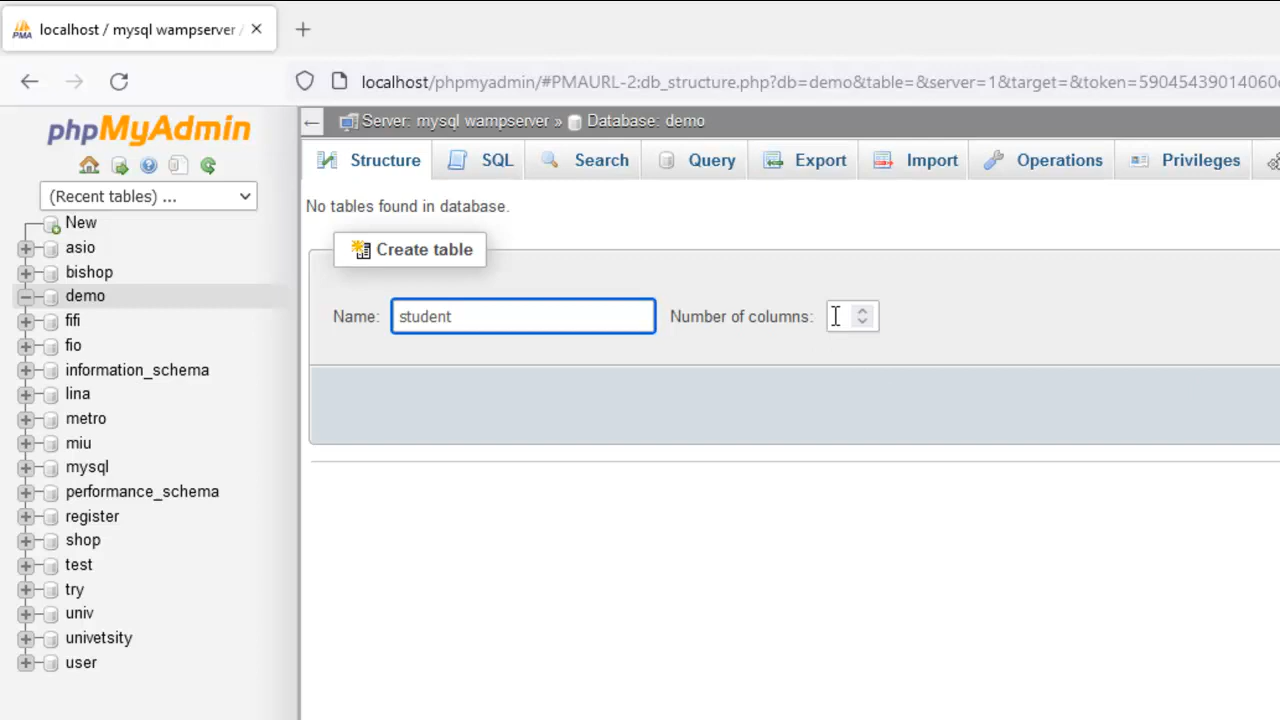 localhost / mysql wampserver /
localhost/phpmyadmin/#PMAURL-2:db_structure.php?db=demo&table=&server=1&target=&token=59045439014060
phpMyAdmin
PMA
Server: mysql wampserver » Database: demo
Structure SQL Search Query Export Import Operations Privileges
(Recent tables) ...
No tables found in database.
New
asio
bishop
demo
fifi
fio
information_schema
lina
metro
miu
mysql
performance_schema
register
shop
test
try
univ
univetsity
user
Create table
Name: student Number of columns: